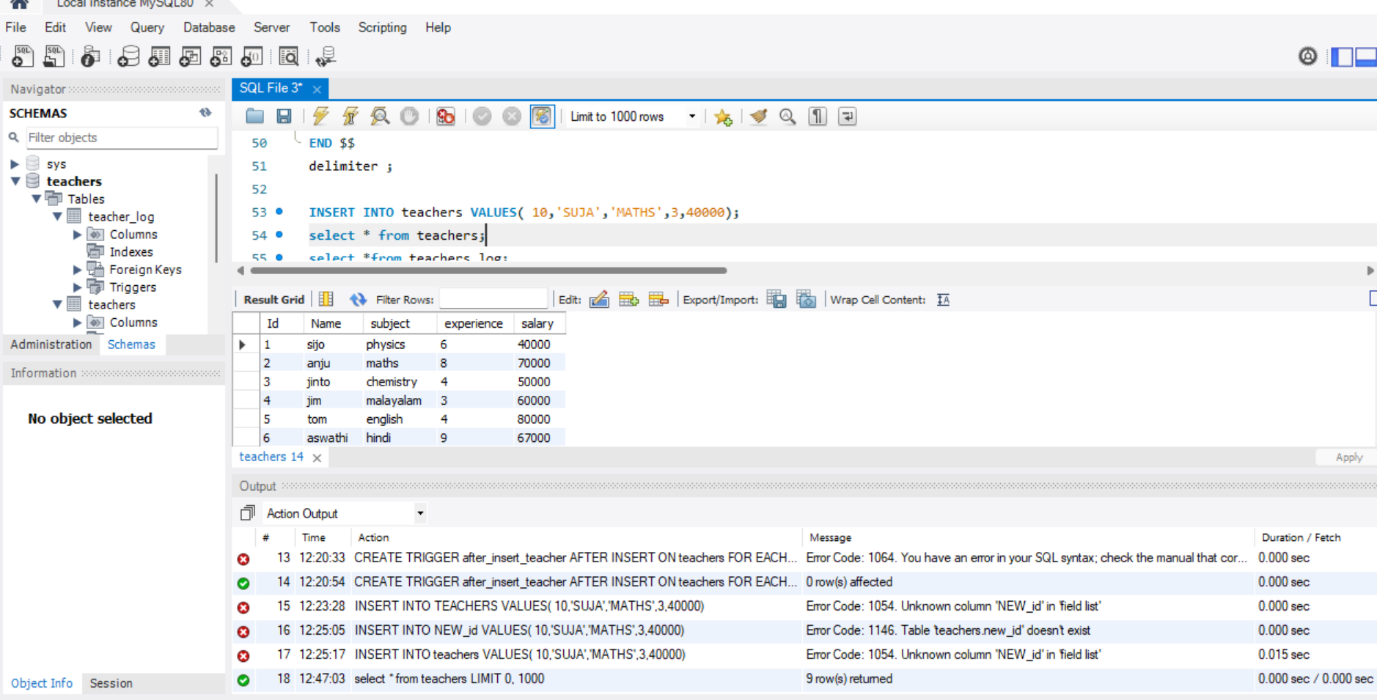 Local instance MySQL80 ×
File Edit View Query Database Server Tools Scripting Help
Navigator
SCHEMAS
Filter objects
sys
teachers
Tables
teacher_log
Columns
Indexes
Foreign Keys
Triggers
teachers
Columns
Administration Schemas
Information
No object selected
Object Info Session
SQL File 3* ×
Limit to 1000 rows
50 END $$
51 delimiter ;
52
53 INSERT INTO teachers VALUES( 10,'SUJA','MATHS',3,40000);
54 select * from teachers;
55 select *from teachers_log;
Result Grid Filter Rows: Edit: Export/Import: Wrap Cell Content:
Id Name subject experience salary
1 sijo physics 6 40000
2 anju maths 8 70000
3 jinto chemistry 4 50000
4 jim malayalam 3 60000
5 tom english 4 80000
6 aswathi hindi 9 67000
teachers 14 ×
Apply
Output
Action Output
# Time Action Message Duration / Fetch
13 12:20:33 CREATE TRIGGER after_insert_teacher AFTER INSERT ON teachers FOR EACH... Error Code: 1064. You have an error in your SQL syntax; check the manual that cor... 0.000 sec
14 12:20:54 CREATE TRIGGER after_insert_teacher AFTER INSERT ON teachers FOR EACH... 0 row(s) affected 0.000 sec
15 12:23:28 INSERT INTO TEACHERS VALUES( 10,'SUJA','MATHS',3,40000) Error Code: 1054. Unknown column 'NEW_id' in 'field list' 0.000 sec
16 12:25:05 INSERT INTO NEW_id VALUES( 10,'SUJA','MATHS',3,40000) Error Code: 1146. Table 'teachers.new_id' doesn't exist 0.000 sec
17 12:25:17 INSERT INTO teachers VALUES( 10,'SUJA','MATHS',3,40000) Error Code: 1054. Unknown column 'NEW_id' in 'field list' 0.015 sec
18 12:47:03 select * from teachers LIMIT 0, 1000 9 row(s) returned 0.000 sec / 0.000 sec